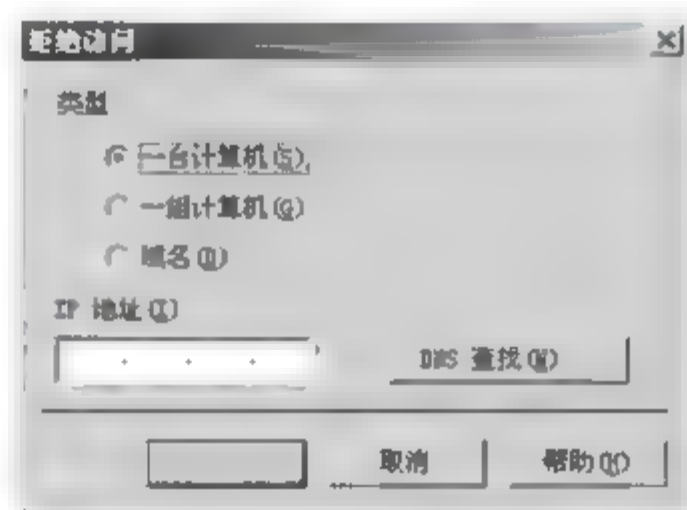 拒绝访问
类型
一台计算机(S)
一组计算机(G)
域名(D)
IP 地址(I)
DNS 查找(N)
取消
帮助(H)